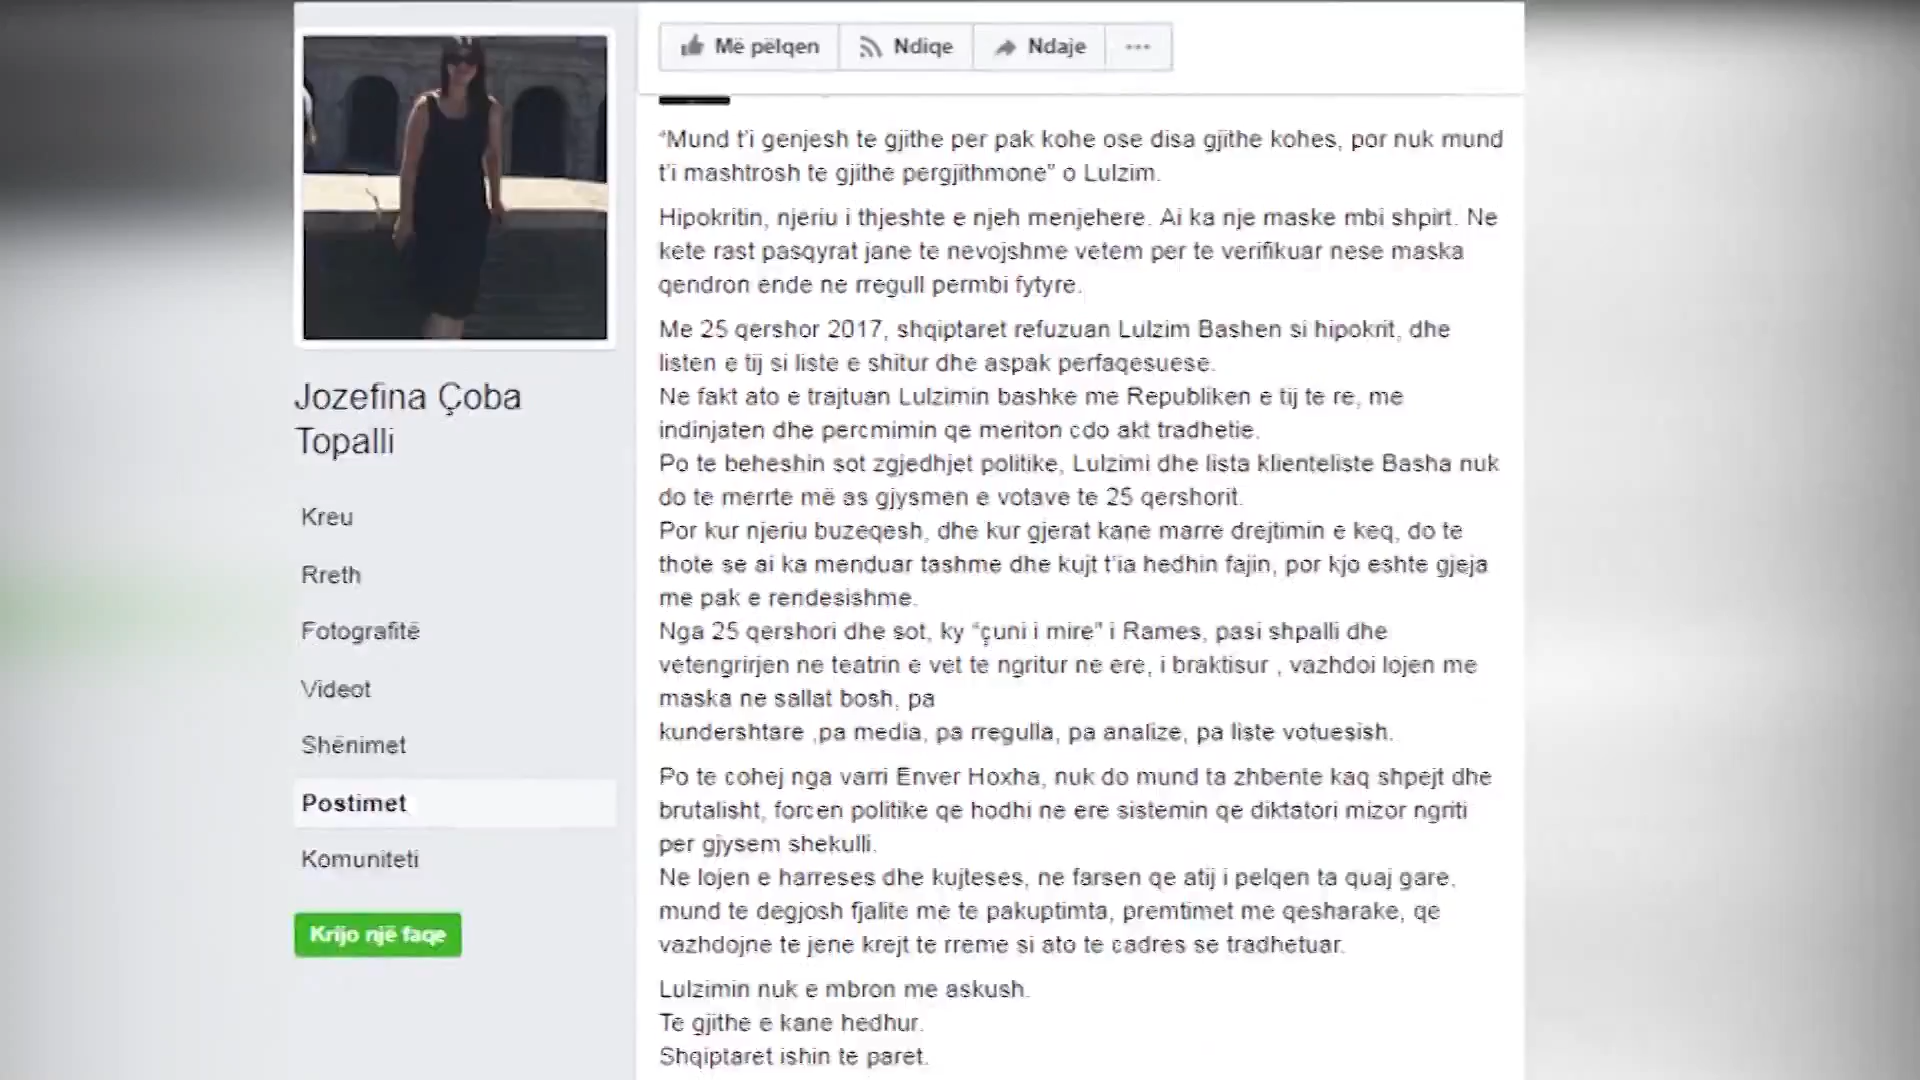 Më pëlqen
Ndiqe
Ndaje
Jozefina Çoba
Topalli
Kreu
Rreth
Fotografitë
Videot
Shënimet
Postimet
Komuniteti
Krijo një faqe
“Mund t'i genjesh te gjithe per pak kohe ose disa gjithe kohes, por nuk mund
t'i mashtrosh te gjithe pergjithmone” o Lulzim.
Hipokritin, njeriu i thjeshte e njeh menjehere. Ai ka nje maske mbi shpirt. Ne
kete rast pasqyrat jane te nevojshme vetem per te verifikuar nese maska
qendron ende ne rregull permbi fytyre.
Me 25 qershor 2017, shqiptaret refuzuan Lulzim Bashen si hipokrit, dhe
listen e tij si liste e shitur dhe aspak perfaqesuese.
Ne fakt ato e trajtuan Lulzimin bashke me Republiken e tij te re, me
indinjaten dhe percmimin qe meriton cdo akt tradhetie.
Po te beheshin sot zgjedhjet politike, Lulzimi dhe lista klienteliste Basha nuk
do te merrte më as gjysmen e votave te 25 qershorit.
Por kur njeriu buzeqesh, dhe kur gjerat kane marre drejtimin e keq, do te
thote se ai ka menduar tashme dhe kujt t'ia hedhin fajin, por kjo eshte gjeja
me pak e rendesishme.
Nga 25 qershori dhe sot, ky “çuni i mire” i Rames, pasi shpalli dhe
vetengrirjen ne teatrin e vet te ngritur ne ere, i braktisur , vazhdoi lojen me
maska ne sallat bosh, pa
kundershtare ,pa media, pa rregulla, pa analize, pa liste votuesish.
Po te cohej nga varri Enver Hoxha, nuk do mund ta zhbente kaq shpejt dhe
brutalisht, forcen politike qe hodhi ne ere sistemin qe diktatori mizor ngriti
per gjysem shekulli.
Ne lojen e harreses dhe kujteses, ne farsen qe atij i pelqen ta quaj gare,
mund te degjosh fjalite me te pakuptimta, premtimet me qesharake, qe
vazhdojne te jene krejt te rreme si ato te cadres se tradhetuar.
Lulzimin nuk e mbron me askush.
Te gjithe e kane hedhur.
Shqiptaret ishin te paret.